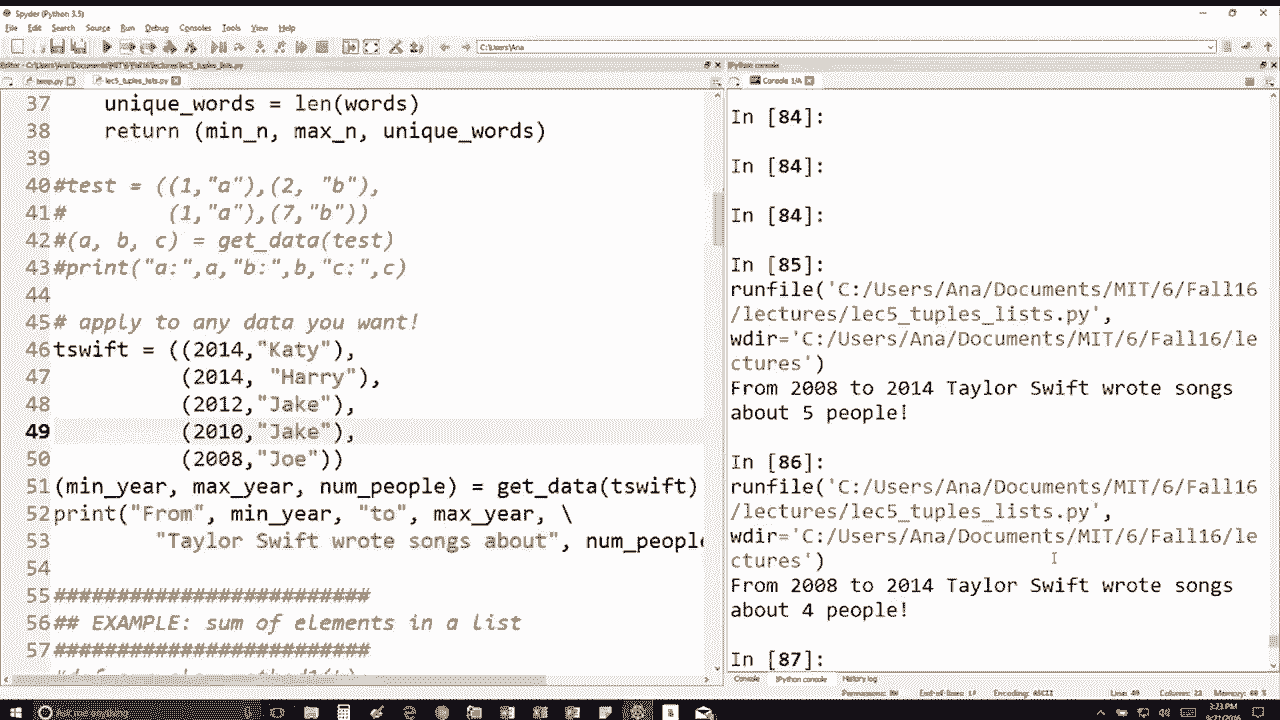 Spyder (Python 3.5)
File Edit Search Source Run Debug Consoles Tools View Help
C:\Users\Ana
Editor - C:\Users\Ana\Documents\MIT\6\Fall16\lectures\lec5_tuples_lists.py
temp.py lec5_tuples_lists.py
37 unique_words = len(words)
38 return (min_n, max_n, unique_words)
39
40 #test = ((1,"a"),(2, "b"),
41 # (1,"a"),(7,"b"))
42 #(a, b, c) = get_data(test)
43 #print("a:",a,"b:",b,"c:",c)
44
45 # apply to any data you want!
46 tswift = ((2014,"Katy"),
47 (2014, "Harry"),
48 (2012,"Jake"),
49 (2010,"Jake"),
50 (2008,"Joe"))
51 (min_year, max_year, num_people) = get_data(tswift)
52 print("From", min_year, "to", max_year, \
53 "Taylor Swift wrote songs about", num_people
54
55 #########################
56 ## EXAMPLE: sum of elements in a list
57 #########################
IPython console
Console 1/A
In [84]:
In [84]:
In [84]:
In [85]:
runfile('C:/Users/Ana/Documents/MIT/6/Fall16
/lectures/lec5_tuples_lists.py',
wdir='C:/Users/Ana/Documents/MIT/6/Fall16/le
ctures')
From 2008 to 2014 Taylor Swift wrote songs
about 5 people!
In [86]:
runfile('C:/Users/Ana/Documents/MIT/6/Fall16
/lectures/lec5_tuples_lists.py',
wdir='C:/Users/Ana/Documents/MIT/6/Fall16/le
ctures')
From 2008 to 2014 Taylor Swift wrote songs
about 4 people!
In [87]:
Console IPython console History log
Permissions: RW End-of-lines: Encoding: ASCII Line: 49 Column: 22 Memory: 60 %
3:23 PM